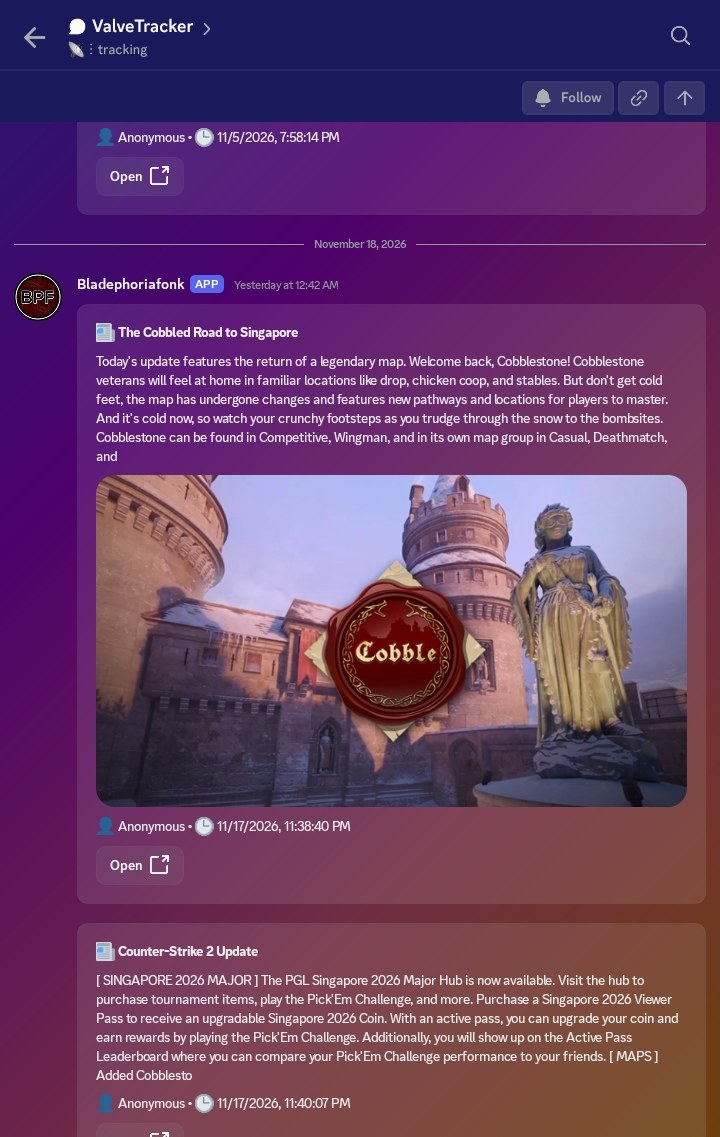 ValveTracker
⋮ tracking
Follow
Anonymous • 11/5/2026, 7:58:14 PM
Open
November 18, 2026
BPF
Bladephoriafonk APP Yesterday at 12:42 AM
The Cobbled Road to Singapore
Today's update features the return of a legendary map. Welcome back, Cobblestone! Cobblestone
veterans will feel at home in familiar locations like drop, chicken coop, and stables. But don't get cold
feet, the map has undergone changes and features new pathways and locations for players to master.
And it's cold now, so watch your crunchy footsteps as you trudge through the snow to the bombsites.
Cobblestone can be found in Competitive, Wingman, and in its own map group in Casual, Deathmatch,
and
Cobble
Anonymous • 11/17/2026, 11:38:40 PM
Open
Counter-Strike 2 Update
[ SINGAPORE 2026 MAJOR ] The PGL Singapore 2026 Major Hub is now available. Visit the hub to
purchase tournament items, play the Pick'Em Challenge, and more. Purchase a Singapore 2026 Viewer
Pass to receive an upgradable Singapore 2026 Coin. With an active pass, you can upgrade your coin and
earn rewards by playing the Pick'Em Challenge. Additionally, you will show up on the Active Pass
Leaderboard where you can compare your Pick'Em Challenge performance to your friends. [ MAPS ]
Added Cobblesto
Anonymous • 11/17/2026, 11:40:07 PM